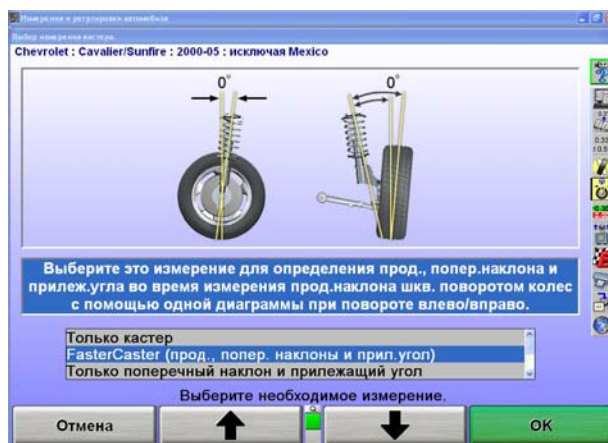 Измерения и регулировки автомобиля
Выбор измерения кастера.
Chevrolet : Cavalier/Sunfire : 2000-05 : исключая Mexico
0° 0°
Выберите это измерение для определения прод., попер.наклона и
прилеж.угла во время измерения прод.наклона шкв. поворотом колес
с помощью одной диаграммы при повороте влево/вправо.
Только кастер
FasterCaster (прод., попер. наклоны и прил.угол)
Только поперечный наклон и прилежащий угол
Выберите необходимое измерение.
Отмена
OK